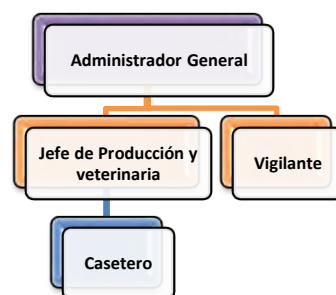 Administrador General
Jefe de Producción y
veterinaria
Vigilante
Casetero